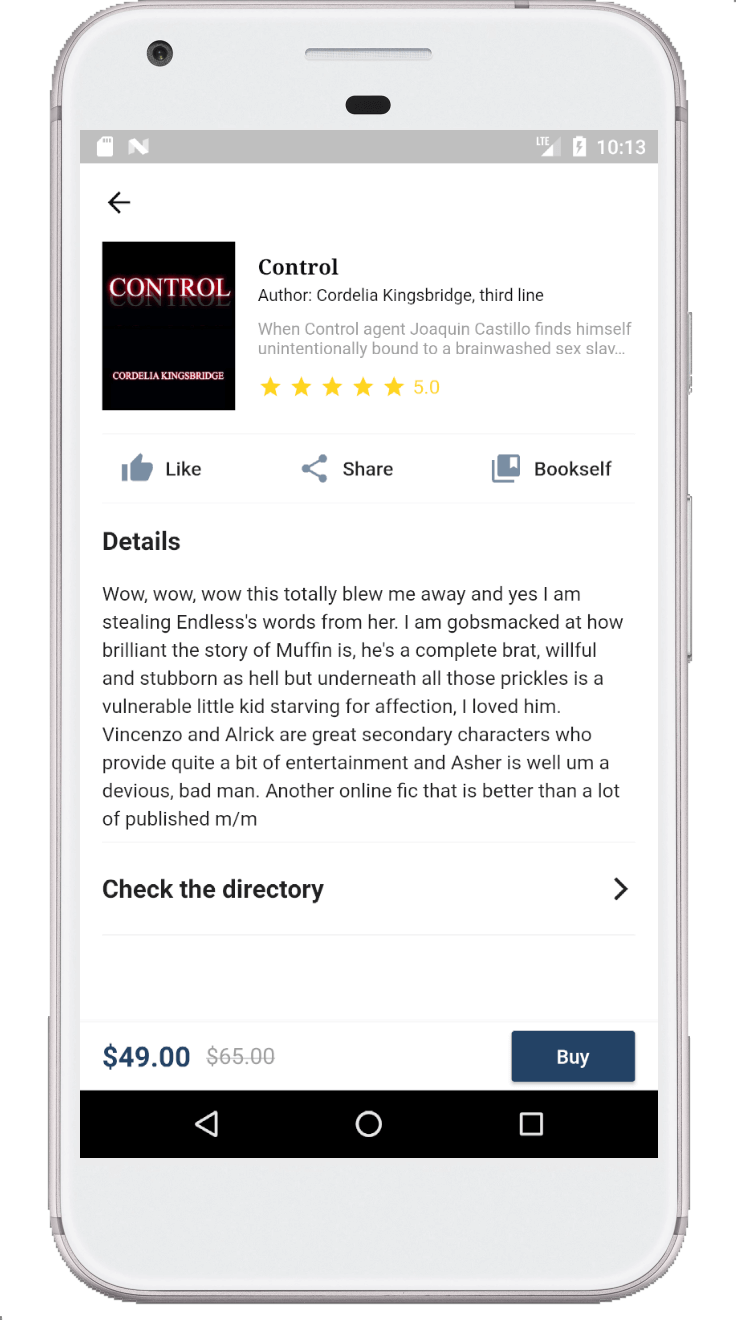 LTE 10:13
CONTROL
CORDELIA KINGSBRIDGE
Control
Author: Cordelia Kingsbridge, third line
When Control agent Joaquin Castillo finds himself
unintentionally bound to a brainwashed sex slav...
5.0
Like Share Bookself
Details
Wow, wow, wow this totally blew me away and yes I am
stealing Endless's words from her. I am gobsmacked at how
brilliant the story of Muffin is, he's a complete brat, willful
and stubborn as hell but underneath all those prickles is a
vulnerable little kid starving for affection, I loved him.
Vincenzo and Alrick are great secondary characters who
provide quite a bit of entertainment and Asher is well um a
devious, bad man. Another online fic that is better than a lot
of published m/m
Check the directory
$49.00 $65.00 Buy